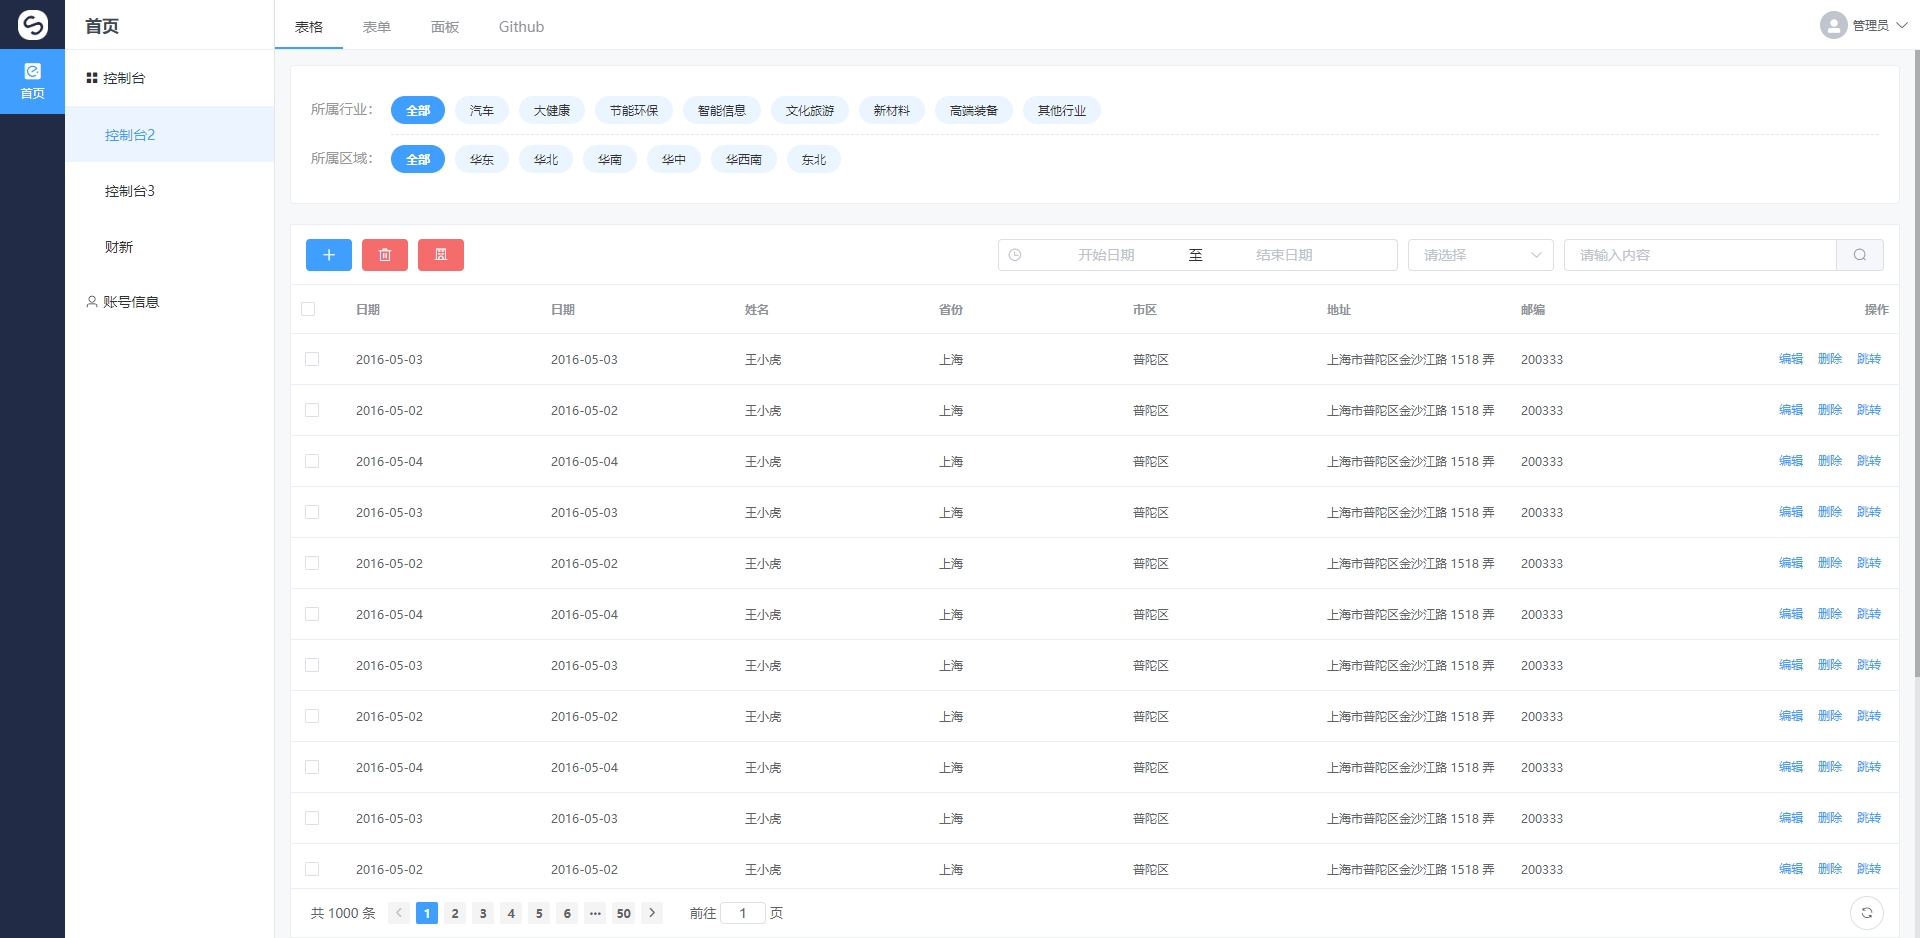 首页 表格 表单 面板 Github 管理员
首页
控制台
控制台2
控制台3
财新
账号信息
所属行业： 全部 汽车 大健康 节能环保 智能信息 文化旅游 新材料 高端装备 其他行业
所属区域： 全部 华东 华北 华南 华中 华西南 东北
开始日期 至 结束日期 请选择 请输入内容
日期 日期 姓名 省份 市区 地址 邮编 操作
2016-05-03 2016-05-03 王小虎 上海 普陀区 上海市普陀区金沙江路 1518 弄 200333 编辑 删除 跳转
2016-05-02 2016-05-02 王小虎 上海 普陀区 上海市普陀区金沙江路 1518 弄 200333 编辑 删除 跳转
2016-05-04 2016-05-04 王小虎 上海 普陀区 上海市普陀区金沙江路 1518 弄 200333 编辑 删除 跳转
2016-05-03 2016-05-03 王小虎 上海 普陀区 上海市普陀区金沙江路 1518 弄 200333 编辑 删除 跳转
2016-05-02 2016-05-02 王小虎 上海 普陀区 上海市普陀区金沙江路 1518 弄 200333 编辑 删除 跳转
2016-05-04 2016-05-04 王小虎 上海 普陀区 上海市普陀区金沙江路 1518 弄 200333 编辑 删除 跳转
2016-05-03 2016-05-03 王小虎 上海 普陀区 上海市普陀区金沙江路 1518 弄 200333 编辑 删除 跳转
2016-05-02 2016-05-02 王小虎 上海 普陀区 上海市普陀区金沙江路 1518 弄 200333 编辑 删除 跳转
2016-05-04 2016-05-04 王小虎 上海 普陀区 上海市普陀区金沙江路 1518 弄 200333 编辑 删除 跳转
2016-05-03 2016-05-03 王小虎 上海 普陀区 上海市普陀区金沙江路 1518 弄 200333 编辑 删除 跳转
2016-05-02 2016-05-02 王小虎 上海 普陀区 上海市普陀区金沙江路 1518 弄 200333 编辑 删除 跳转
共 1000 条 1 2 3 4 5 6 ··· 50 前往 1 页